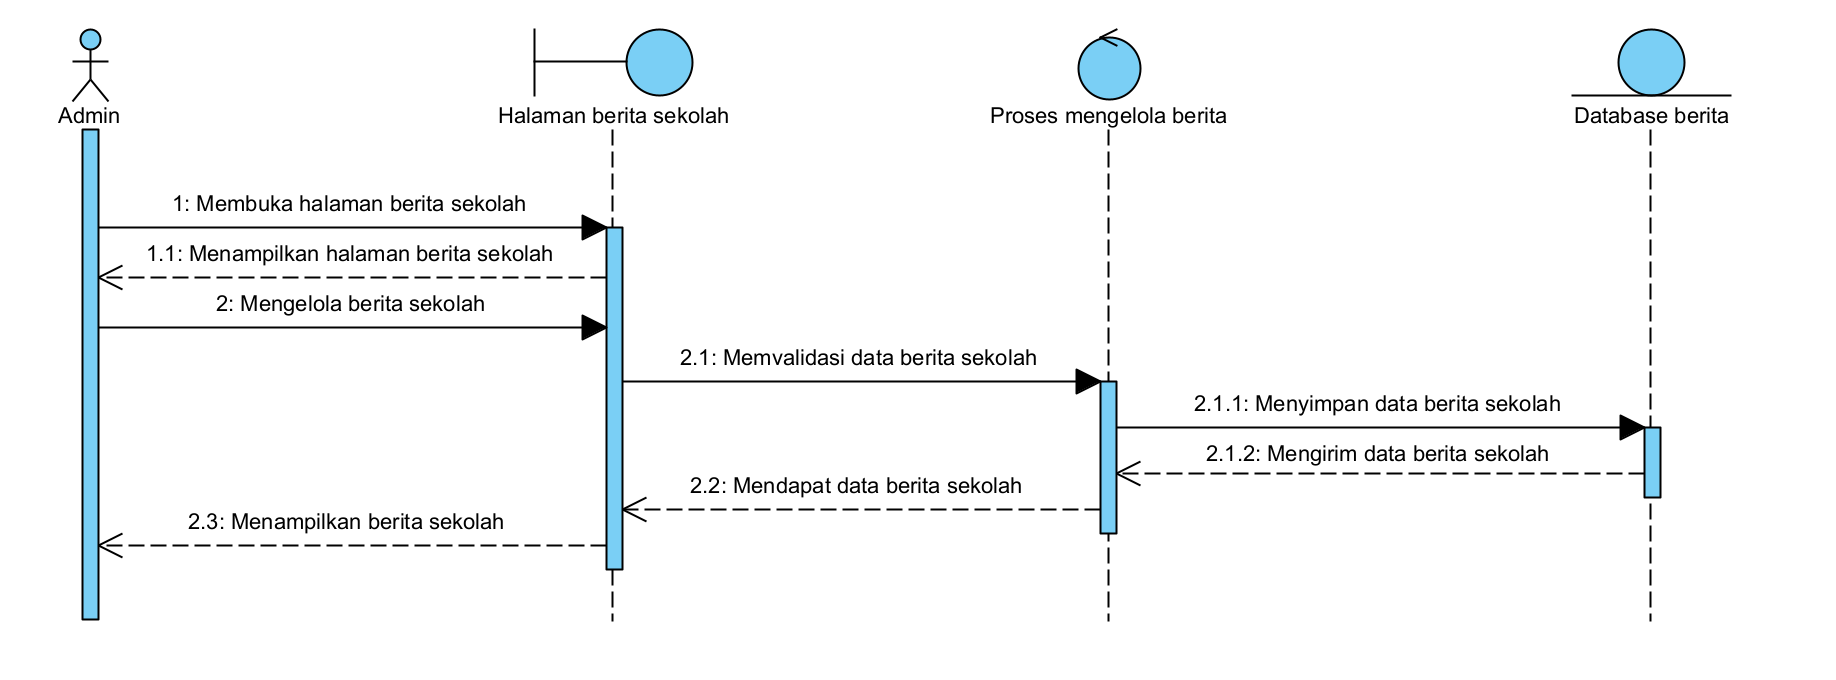 Admin
Halaman berita sekolah
Proses mengelola berita
Database berita
1: Membuka halaman berita sekolah
1.1: Menampilkan halaman berita sekolah
2: Mengelola berita sekolah
2.1: Memvalidasi data berita sekolah
2.1.1: Menyimpan data berita sekolah
2.1.2: Mengirim data berita sekolah
2.2: Mendapat data berita sekolah
2.3: Menampilkan berita sekolah